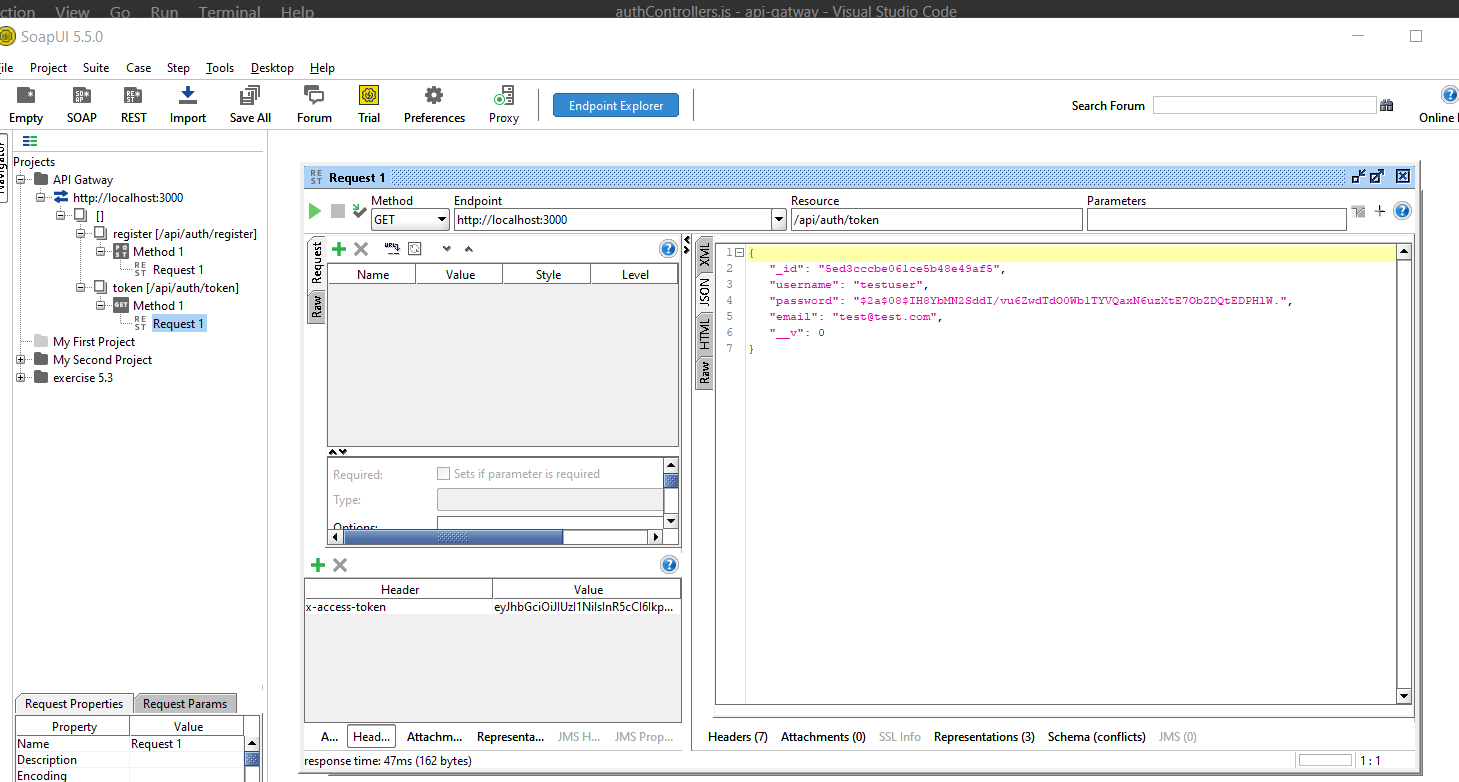 ction View Go Run Terminal Help authControllers.js - api-gatway - Visual Studio Code
SoapUI 5.5.0
ile Project Suite Case Step Tools Desktop Help
Empty SOAP REST Import Save All Forum Trial Preferences Proxy Endpoint Explorer Search Forum Online
Navigator
Projects
API Gatway
http://localhost:3000
[]
register [/api/auth/register]
POST Method 1
REST Request 1
token [/api/auth/token]
GET Method 1
REST Request 1
My First Project
My Second Project
exercise 5.3
Request Properties Request Params
Property Value
Name Request 1
Description
Encoding
REST Request 1
Method Endpoint Resource Parameters
GET http://localhost:3000 /api/auth/token
Request
Raw
Name Value Style Level
Required: Sets if parameter is required
Type:
Options:
Header Value
x-access-token eyJhbGciOiJIUzI1NiIsInR5cCI6Ikp...
A... Head... Attachm... Representa... JMS H... JMS Prop...
response time: 47ms (162 bytes)
XML
JSON
HTML
Raw
1 {
2 "_id": "5ed3cccbe061ce5b48e49af5",
3 "username": "testuser",
4 "password": "$2a$08$IH8YbMN2SddI/vu6ZwdTdO0WblTYVQaxN6uzXtE7ObZDQtEDPHlW.",
5 "email": "test@test.com",
6 "__v": 0
7 }
Headers (7) Attachments (0) SSL Info Representations (3) Schema (conflicts) JMS (0)
1 : 1